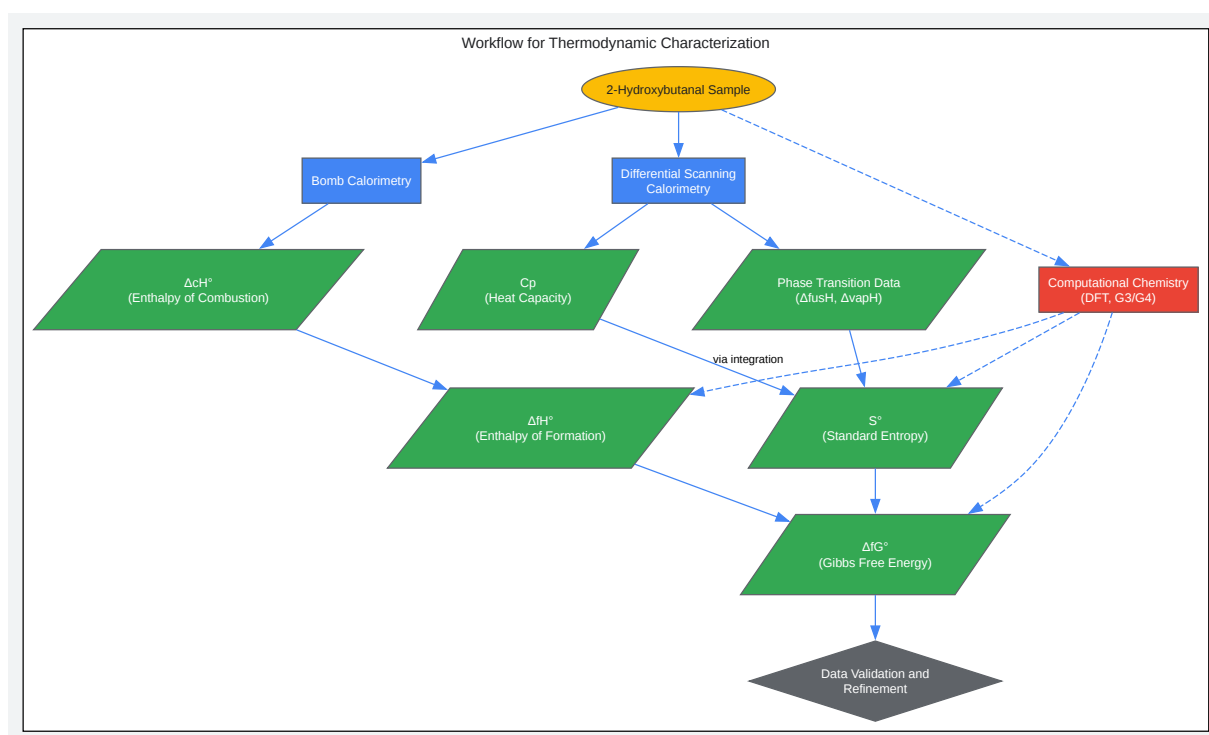 Workflow for Thermodynamic Characterization
2-Hydroxybutanal Sample
Bomb Calorimetry
Differential Scanning
Calorimetry
ΔcH°
(Enthalpy of Combustion)
Cp
(Heat Capacity)
Phase Transition Data
(ΔfusH, ΔvapH)
Computational Chemistry
(DFT, G3/G4)
via integration
ΔfH°
(Enthalpy of Formation)
S°
(Standard Entropy)
ΔfG°
(Gibbs Free Energy)
Data Validation and
Refinement